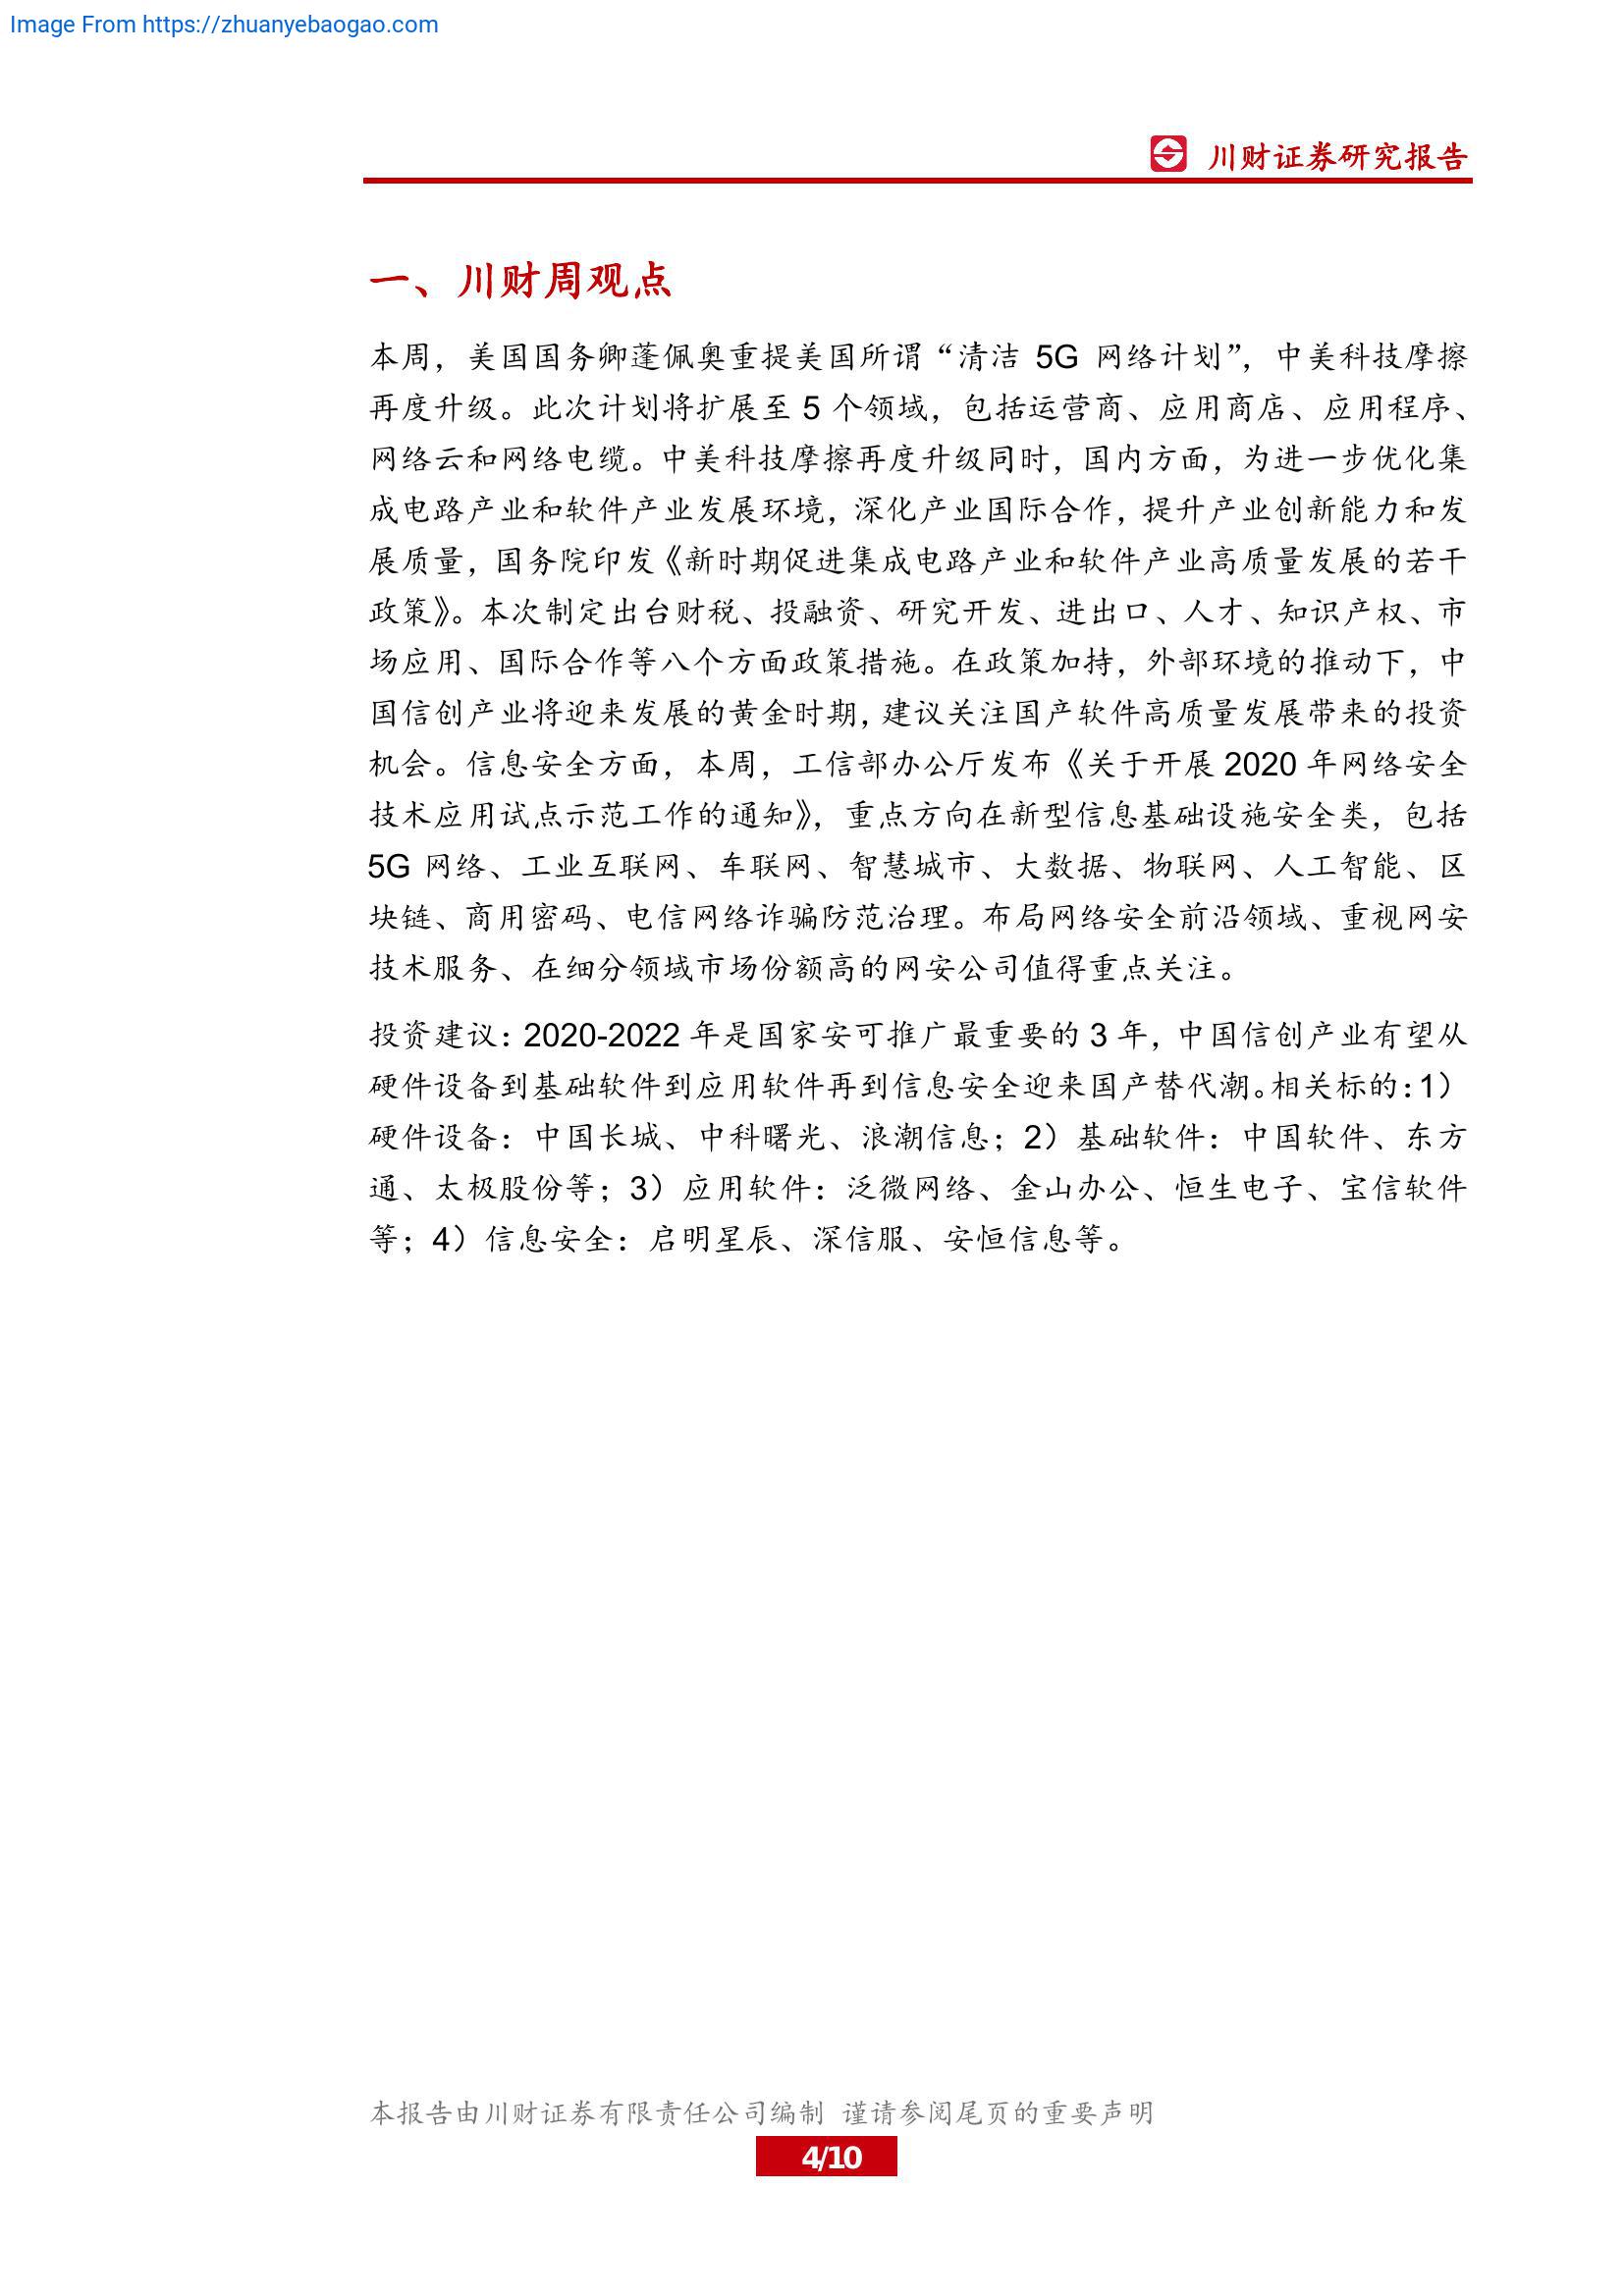 Image From https://zhuanyebaogao.com
川财证券研究报告
一、川财周观点
本周，美国国务卿蓬佩奥重提美国所谓“清洁 5G 网络计划”，中美科技摩擦
再度升级。此次计划将扩展至 5 个领域，包括运营商、应用商店、应用程序、
网络云和网络电缆。中美科技摩擦再度升级同时，国内方面，为进一步优化集
成电路产业和软件产业发展环境，深化产业国际合作，提升产业创新能力和发
展质量，国务院印发《新时期促进集成电路产业和软件产业高质量发展的若干
政策》。本次制定出台财税、投融资、研究开发、进出口、人才、知识产权、市
场应用、国际合作等八个方面政策措施。在政策加持，外部环境的推动下，中
国信创产业将迎来发展的黄金时期，建议关注国产软件高质量发展带来的投资
机会。信息安全方面，本周，工信部办公厅发布《关于开展 2020 年网络安全
技术应用试点示范工作的通知》，重点方向在新型信息基础设施安全类，包括
5G 网络、工业互联网、车联网、智慧城市、大数据、物联网、人工智能、区
块链、商用密码、电信网络诈骗防范治理。布局网络安全前沿领域、重视网安
技术服务、在细分领域市场份额高的网安公司值得重点关注。
投资建议：2020-2022 年是国家安可推广最重要的 3 年，中国信创产业有望从
硬件设备到基础软件到应用软件再到信息安全迎来国产替代潮。相关标的：1）
硬件设备：中国长城、中科曙光、浪潮信息；2）基础软件：中国软件、东方
通、太极股份等；3）应用软件：泛微网络、金山办公、恒生电子、宝信软件
等；4）信息安全：启明星辰、深信服、安恒信息等。
本报告由川财证券有限责任公司编制 谨请参阅尾页的重要声明
4/10